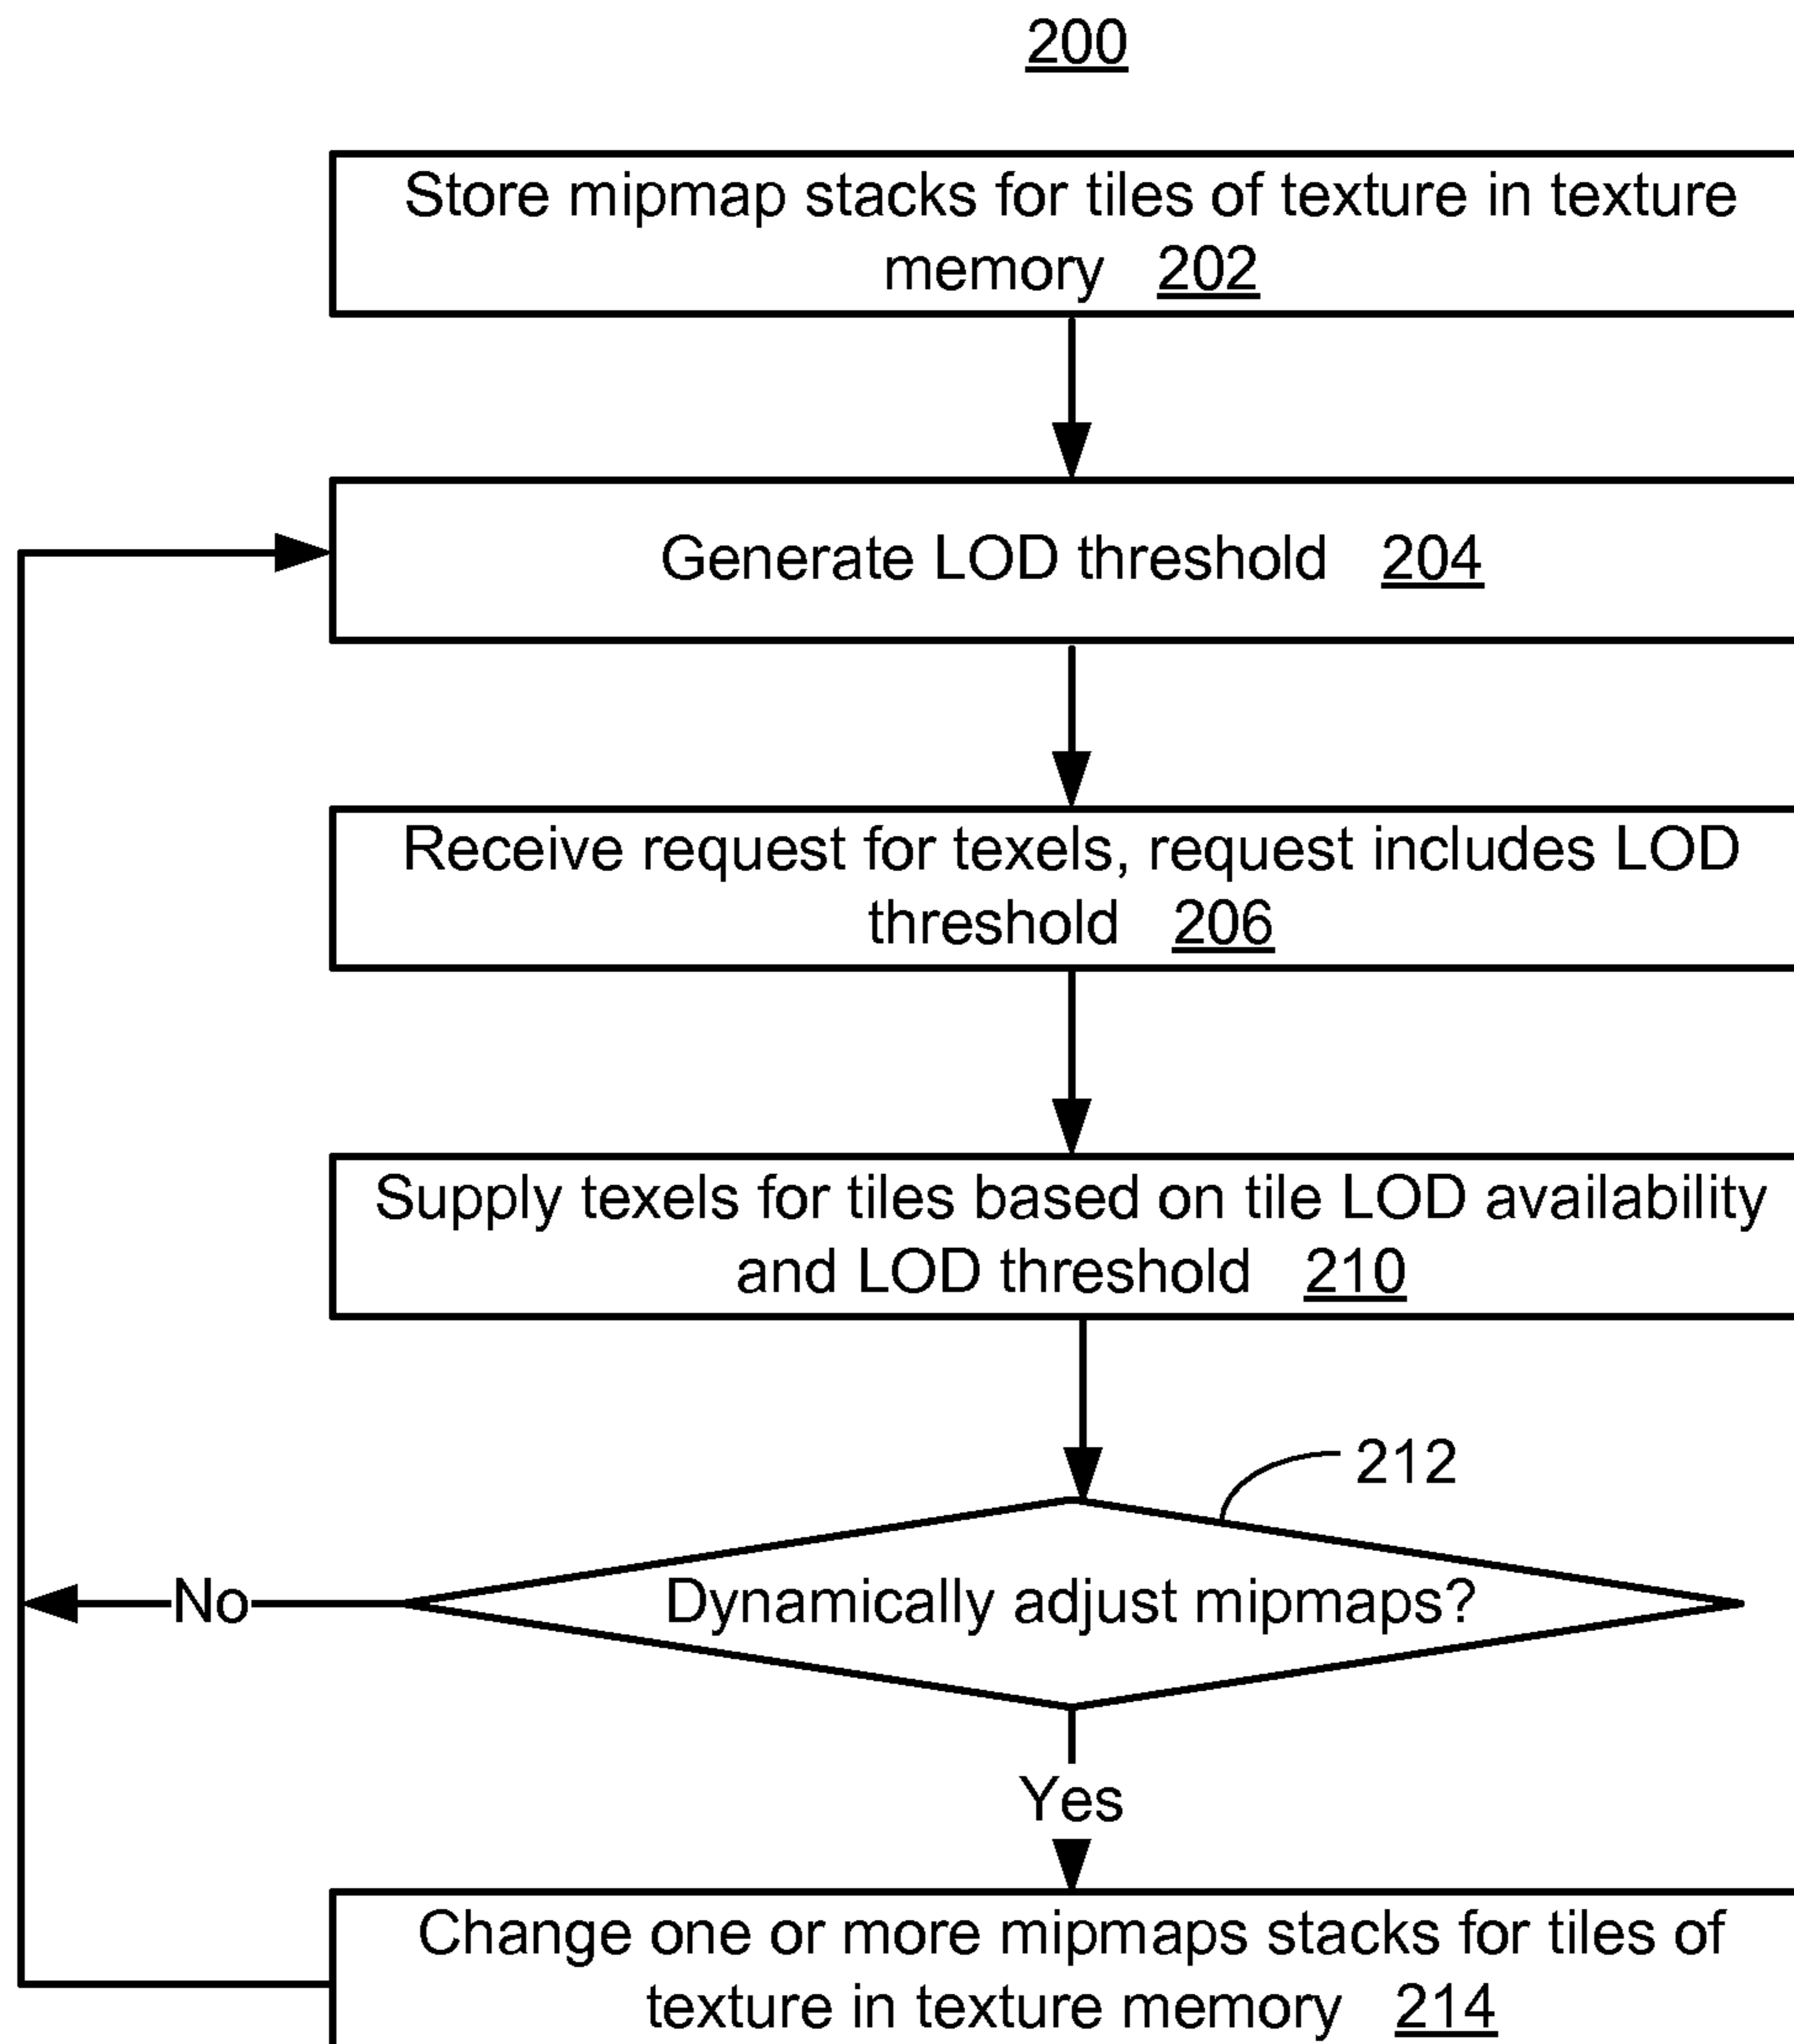 200
Store mipmap stacks for tiles of texture in texture
memory 202
Generate LOD threshold 204
Receive request for texels, request includes LOD
threshold 206
Supply texels for tiles based on tile LOD availability
and LOD threshold 210
212
Dynamically adjust mipmaps?
No
Yes
Change one or more mipmaps stacks for tiles of
texture in texture memory 214